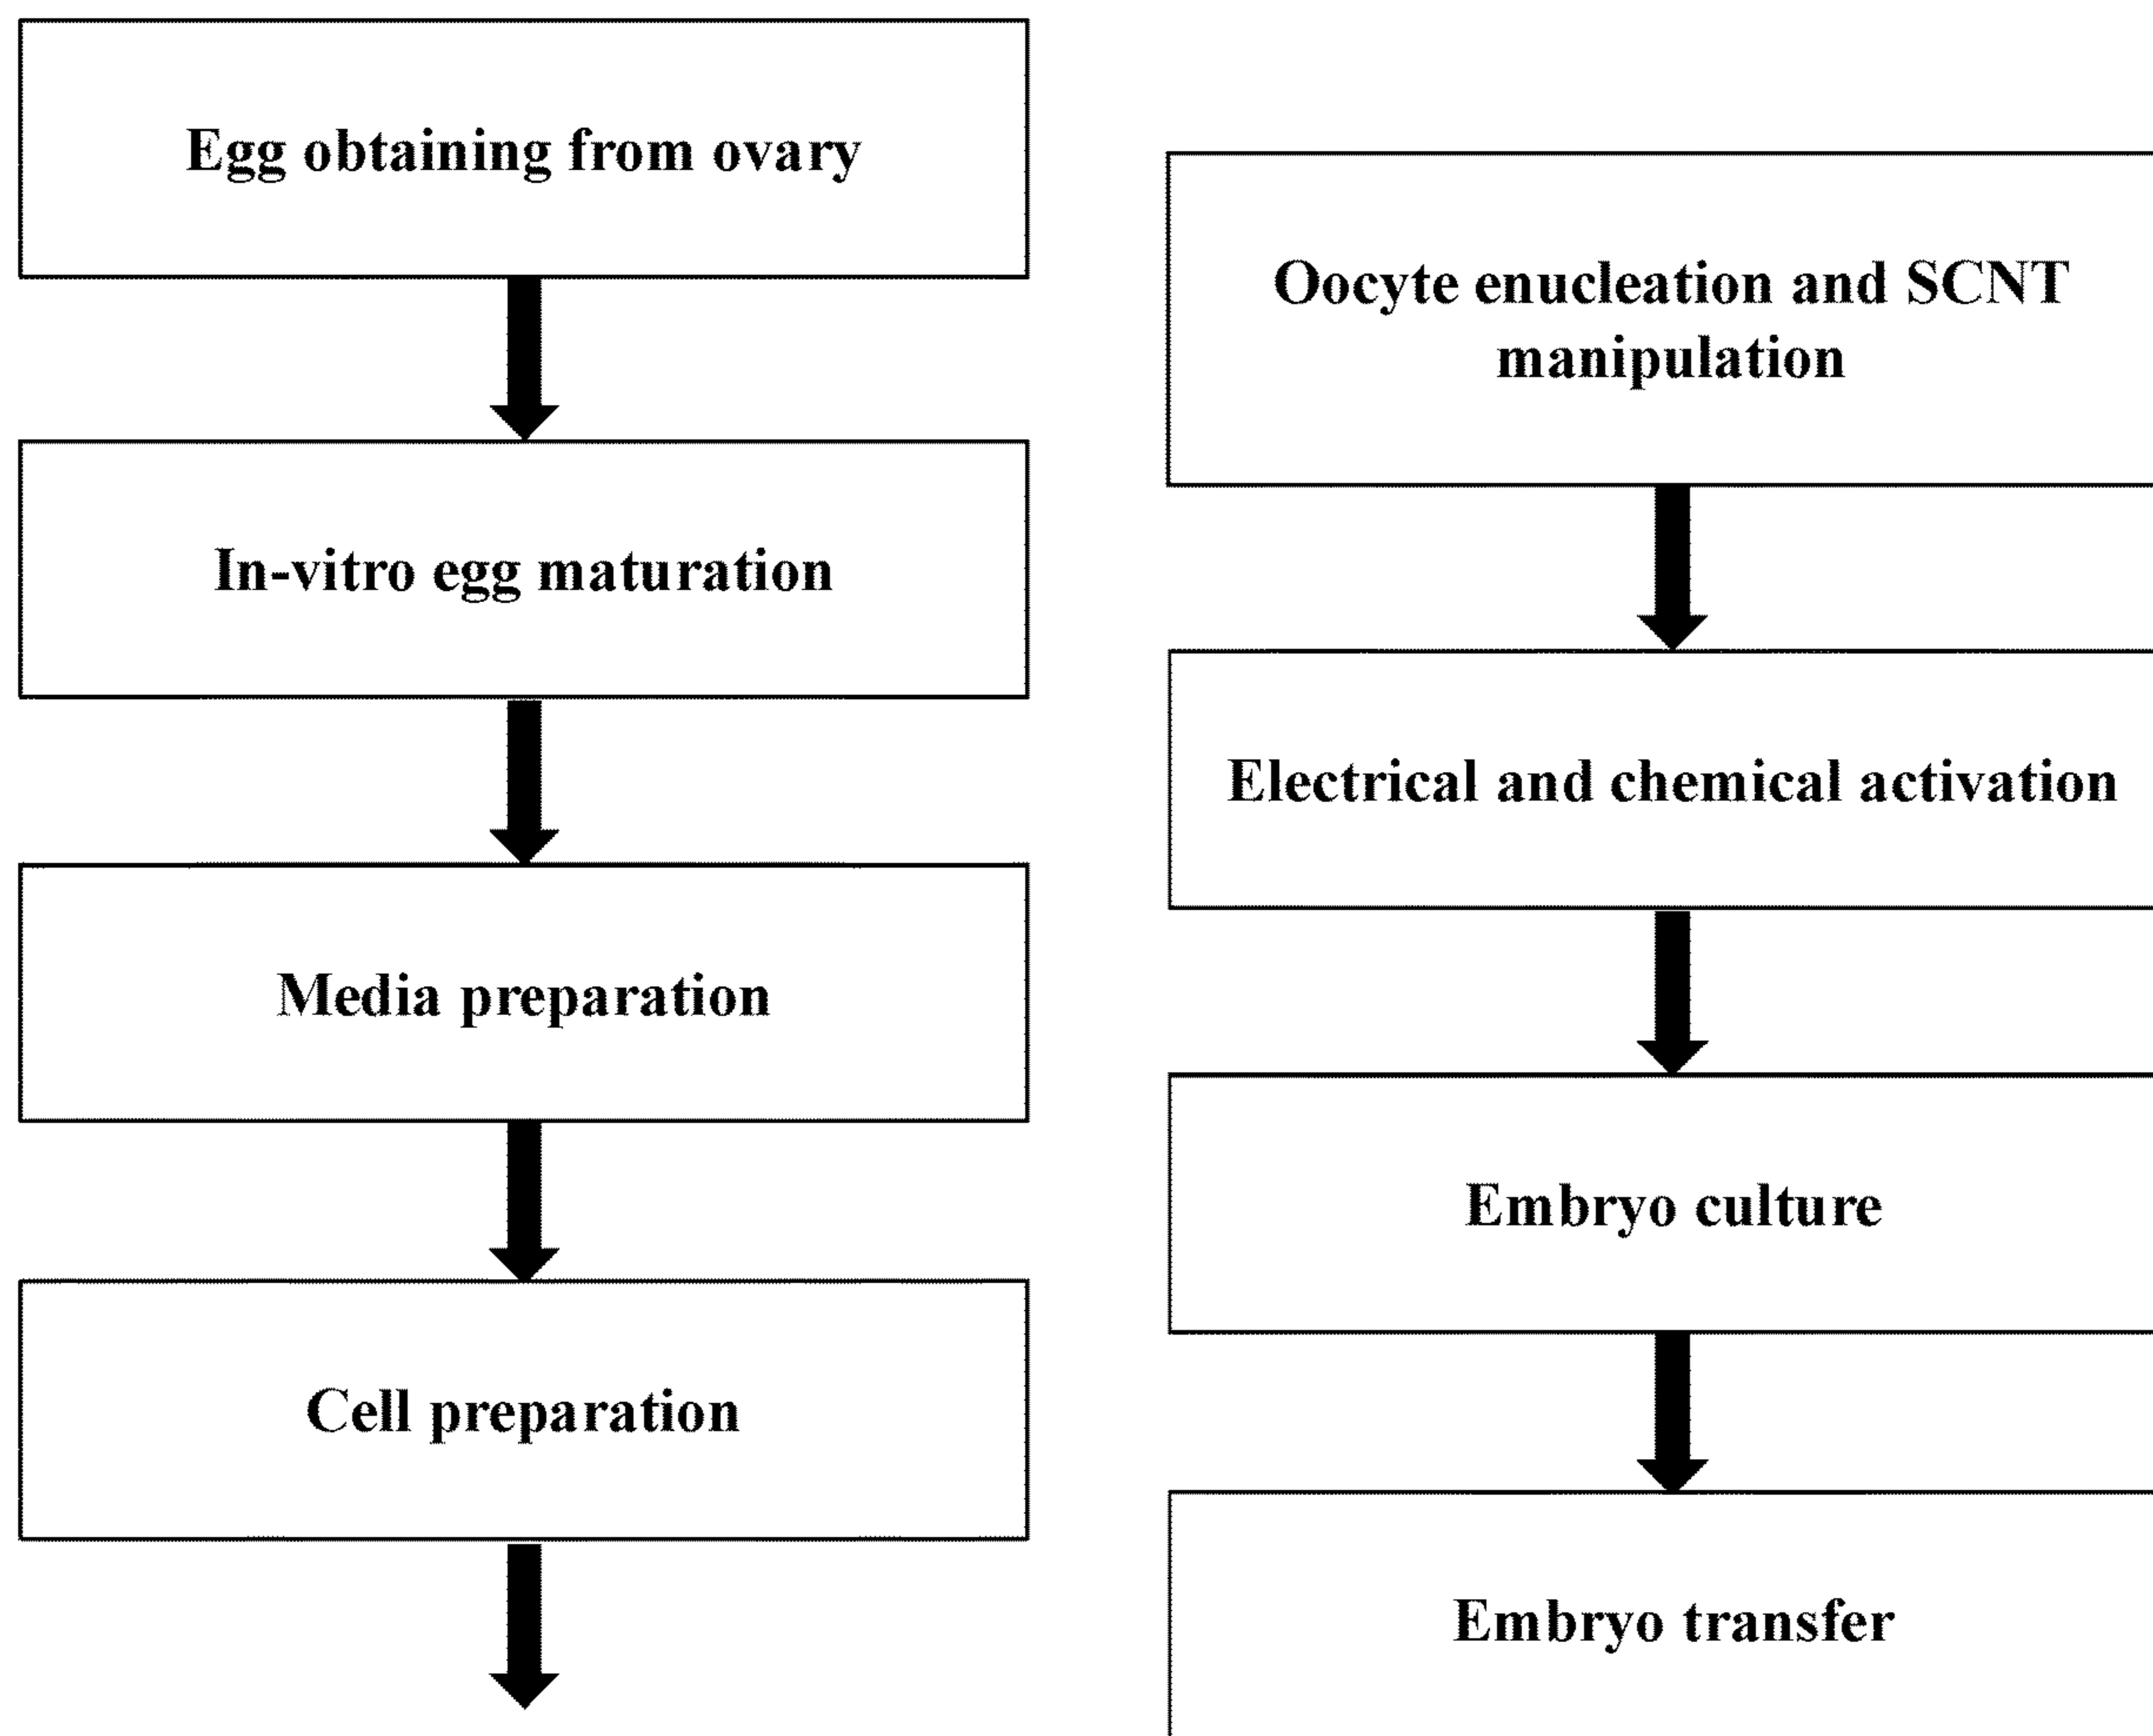 Egg obtaining from ovary
In-vitro egg maturation
Media preparation
Cell preparation
Oocyte enucleation and SCNT
manipulation
Electrical and chemical activation
Embryo culture
Embryo transfer